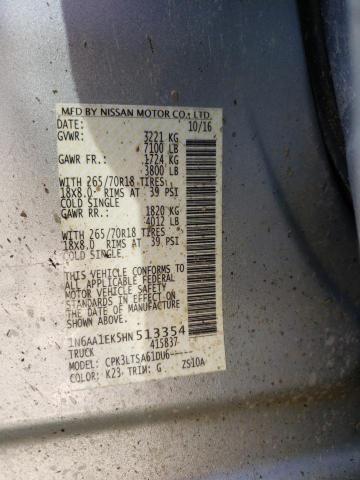 MFD BY NISSAN MOTOR CO., LTD.
DATE: 10/16
GVWR: 3221 KG
7100 LB
GAWR FR. 1724 KG
3800 LB
WITH 265/70R18 TIRES
18X8.0 RIMS AT 39 PSI
COLD SINGLE
GAWR RR. 1820 KG
4012 LB
WITH 265/70R18 TIRES
18X8.0 RIMS AT 39 PSI
COLD SINGLE
THIS VEHICLE CONFORMS TO
ALL APPLICABLE U.S. FEDERAL
MOTOR VEHICLE SAFETY
STANDARDS IN EFFECT ON
THE DATE OF MANUFACTURE
SHOWN ABOVE.
1N6AA1EK5HN513354
TRUCK 415837
MODEL: CPK3LTSA61DU6-----
COLOR: K23 TRIM: G ZS10A